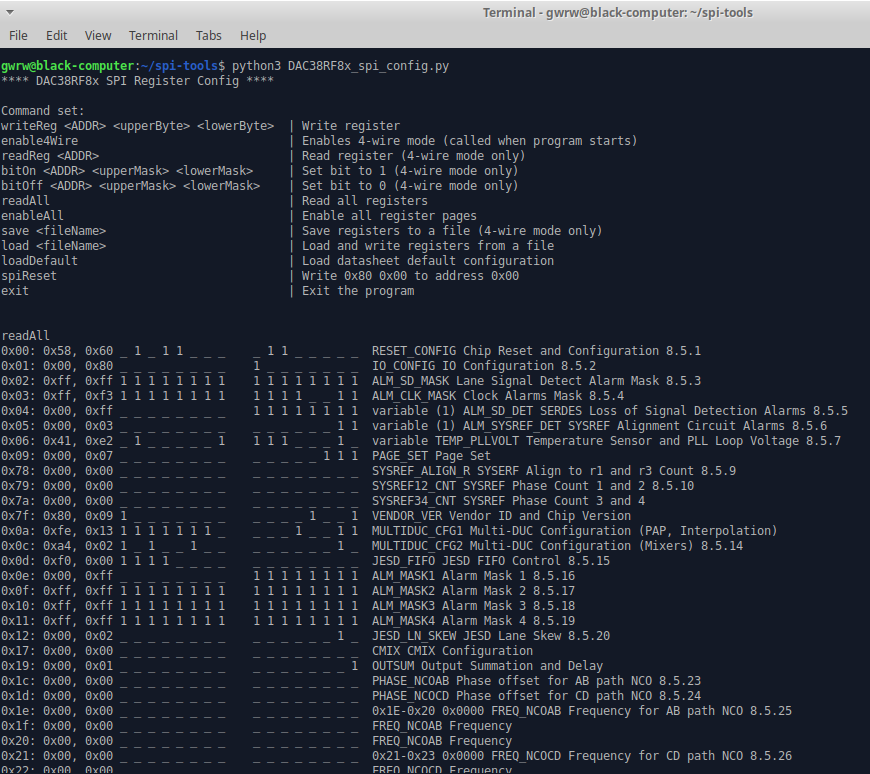 Terminal - gwrw@black-computer: ~/spi-tools
File Edit View Terminal Tabs Help
gwrw@black-computer:~/spi-tools$ python3 DAC38RF8x_spi_config.py
**** DAC38RF8x SPI Register Config ****
Command set:
writeReg <ADDR> <upperByte> <lowerByte> | Write register
enable4Wire | Enables 4-wire mode (called when program starts)
readReg <ADDR> | Read register (4-wire mode only)
bitOn <ADDR> <upperMask> <lowerMask> | Set bit to 1 (4-wire mode only)
bitOff <ADDR> <upperMask> <lowerMask> | Set bit to 0 (4-wire mode only)
readAll | Read all registers
enableAll | Enable all register pages
save <fileName> | Save registers to a file (4-wire mode only)
load <fileName> | Load and write registers from a file
loadDefault | Load datasheet default configuration
spiReset | Write 0x80 0x00 to address 0x00
exit | Exit the program
readAll
0x00: 0x58, 0x60 _ 1 _ 1 1 _ _ _ _ 1 1 _ _ _ _ _ RESET_CONFIG Chip Reset and Configuration 8.5.1
0x01: 0x00, 0x80 _ _ _ _ _ _ _ _ 1 _ _ _ _ _ _ _ IO_CONFIG IO Configuration 8.5.2
0x02: 0xff, 0xff 1 1 1 1 1 1 1 1 1 1 1 1 1 1 1 1 ALM_SD_MASK Lane Signal Detect Alarm Mask 8.5.3
0x03: 0xff, 0xf3 1 1 1 1 1 1 1 1 1 1 1 1 _ _ 1 1 ALM_CLK_MASK Clock Alarms Mask 8.5.4
0x04: 0x00, 0xff _ _ _ _ _ _ _ _ 1 1 1 1 1 1 1 1 variable (1) ALM_SD_DET SERDES Loss of Signal Detection Alarms 8.5.5
0x05: 0x00, 0x03 _ _ _ _ _ _ _ _ _ _ _ _ _ _ 1 1 variable (1) ALM_SYSREF_DET SYSREF Alignment Circuit Alarms 8.5.6
0x06: 0x41, 0xe2 _ 1 _ _ _ _ _ 1 1 1 1 _ _ _ 1 _ variable TEMP_PLLVOLT Temperature Sensor and PLL Loop Voltage 8.5.7
0x09: 0x00, 0x07 _ _ _ _ _ _ _ _ _ _ _ _ _ 1 1 1 PAGE_SET Page Set
0x78: 0x00, 0x00 _ _ _ _ _ _ _ _ _ _ _ _ _ _ _ _ SYSREF_ALIGN_R SYSERF Align to r1 and r3 Count 8.5.9
0x79: 0x00, 0x00 _ _ _ _ _ _ _ _ _ _ _ _ _ _ _ _ SYSREF12_CNT SYSREF Phase Count 1 and 2 8.5.10
0x7a: 0x00, 0x00 _ _ _ _ _ _ _ _ _ _ _ _ _ _ _ _ SYSREF34_CNT SYSREF Phase Count 3 and 4
0x7f: 0x80, 0x09 1 _ _ _ _ _ _ _ _ _ _ _ 1 _ _ 1 VENDOR_VER Vendor ID and Chip Version
0x0a: 0xfe, 0x13 1 1 1 1 1 1 1 _ _ _ _ 1 _ _ 1 1 MULTIDUC_CFG1 Multi-DUC Configuration (PAP, Interpolation)
0x0c: 0xa4, 0x02 1 _ 1 _ _ 1 _ _ _ _ _ _ _ _ 1 _ MULTIDUC_CFG2 Multi-DUC Configuration (Mixers) 8.5.14
0x0d: 0xf0, 0x00 1 1 1 1 _ _ _ _ _ _ _ _ _ _ _ _ JESD_FIFO JESD FIFO Control 8.5.15
0x0e: 0x00, 0xff _ _ _ _ _ _ _ _ 1 1 1 1 1 1 1 1 ALM_MASK1 Alarm Mask 1 8.5.16
0x0f: 0xff, 0xff 1 1 1 1 1 1 1 1 1 1 1 1 1 1 1 1 ALM_MASK2 Alarm Mask 2 8.5.17
0x10: 0xff, 0xff 1 1 1 1 1 1 1 1 1 1 1 1 1 1 1 1 ALM_MASK3 Alarm Mask 3 8.5.18
0x11: 0xff, 0xff 1 1 1 1 1 1 1 1 1 1 1 1 1 1 1 1 ALM_MASK4 Alarm Mask 4 8.5.19
0x12: 0x00, 0x02 _ _ _ _ _ _ _ _ _ _ _ _ _ _ 1 _ JESD_LN_SKEW JESD Lane Skew 8.5.20
0x17: 0x00, 0x00 _ _ _ _ _ _ _ _ _ _ _ _ _ _ _ _ CMIX CMIX Configuration
0x19: 0x00, 0x01 _ _ _ _ _ _ _ _ _ _ _ _ _ _ _ 1 OUTSUM Output Summation and Delay
0x1c: 0x00, 0x00 _ _ _ _ _ _ _ _ _ _ _ _ _ _ _ _ PHASE_NCOAB Phase offset for AB path NCO 8.5.23
0x1d: 0x00, 0x00 _ _ _ _ _ _ _ _ _ _ _ _ _ _ _ _ PHASE_NCOCD Phase offset for CD path NCO 8.5.24
0x1e: 0x00, 0x00 _ _ _ _ _ _ _ _ _ _ _ _ _ _ _ _ 0x1E-0x20 0x0000 FREQ_NCOAB Frequency for AB path NCO 8.5.25
0x1f: 0x00, 0x00 _ _ _ _ _ _ _ _ _ _ _ _ _ _ _ _ FREQ_NCOAB Frequency
0x20: 0x00, 0x00 _ _ _ _ _ _ _ _ _ _ _ _ _ _ _ _ FREQ_NCOAB Frequency
0x21: 0x00, 0x00 _ _ _ _ _ _ _ _ _ _ _ _ _ _ _ _ 0x21-0x23 0x0000 FREQ_NCOCD Frequency for CD path NCO 8.5.26
0x22: 0x00, 0x00 FREQ_NCOCD Frequency